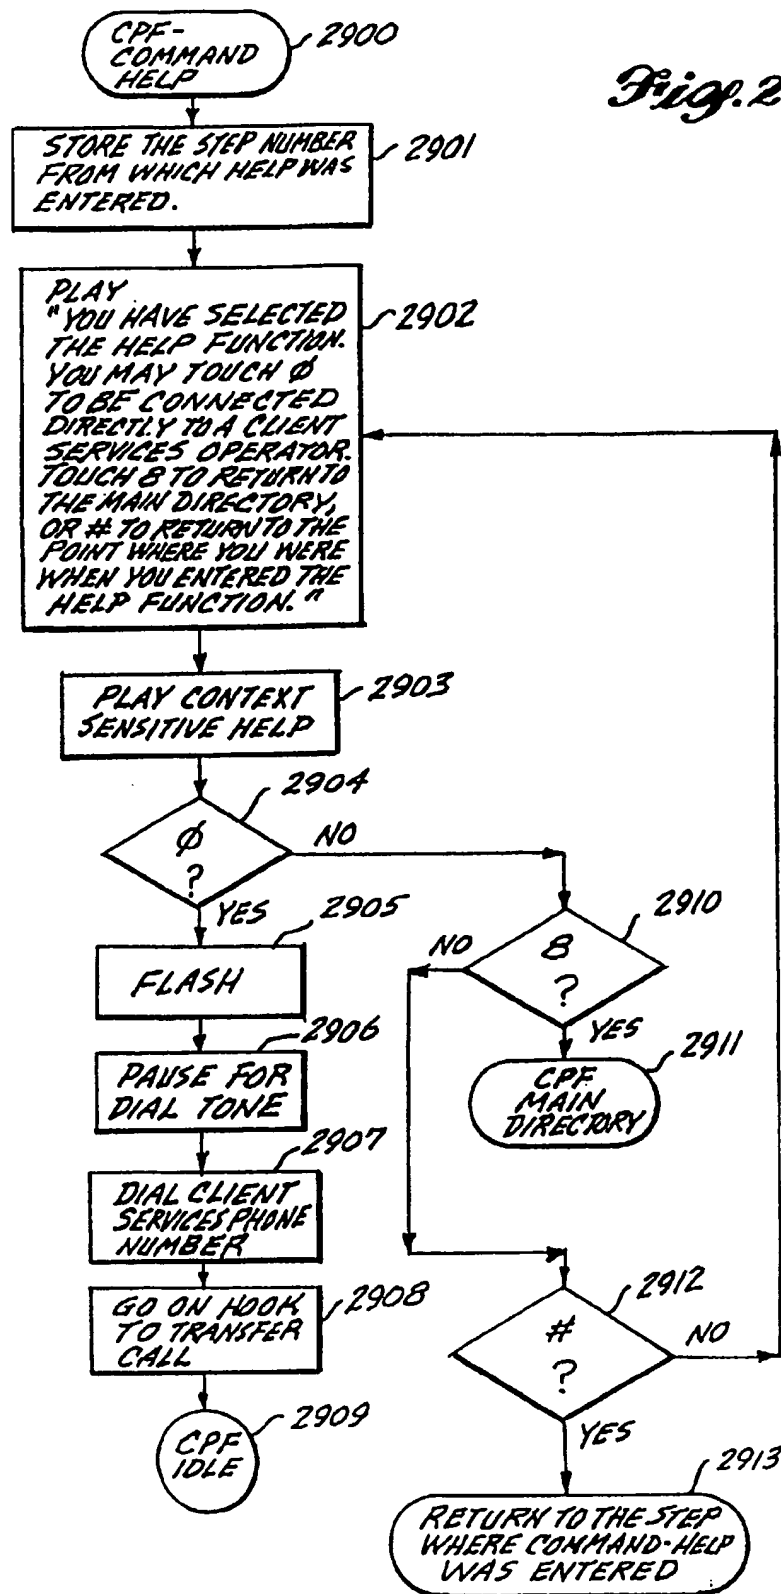 CPF-
COMMAND
HELP
2900
Fig. 2
STORE THE STEP NUMBER
FROM WHICH HELP WAS
ENTERED.
2901
PLAY
"YOU HAVE SELECTED
THE HELP FUNCTION.
YOU MAY TOUCH Ø
TO BE CONNECTED
DIRECTLY TO A CLIENT
SERVICES OPERATOR.
TOUCH 8 TO RETURN TO
THE MAIN DIRECTORY,
OR # TO RETURN TO THE
POINT WHERE YOU WERE
WHEN YOU ENTERED THE
HELP FUNCTION."
2902
PLAY CONTEXT
SENSITIVE HELP
2903
Ø
?
2904
NO
YES
FLASH
2905
PAUSE FOR
DIAL TONE
2906
DIAL CLIENT
SERVICES PHONE
NUMBER
2907
GO ON HOOK
TO TRANSFER
CALL
2908
CPF
IDLE
2909
8
?
2910
NO
YES
CPF
MAIN
DIRECTORY
2911
#
?
2912
NO
YES
RETURN TO THE STEP
WHERE COMMAND-HELP
WAS ENTERED
2913